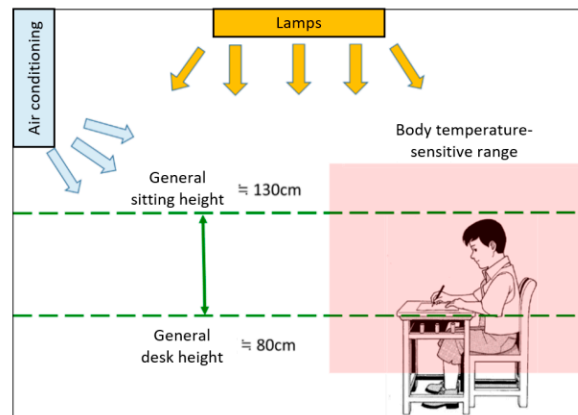 Lamps
Air conditioning
Body temperature-
sensitive range
General
sitting height
≒ 130cm
General
desk height
≒ 80cm